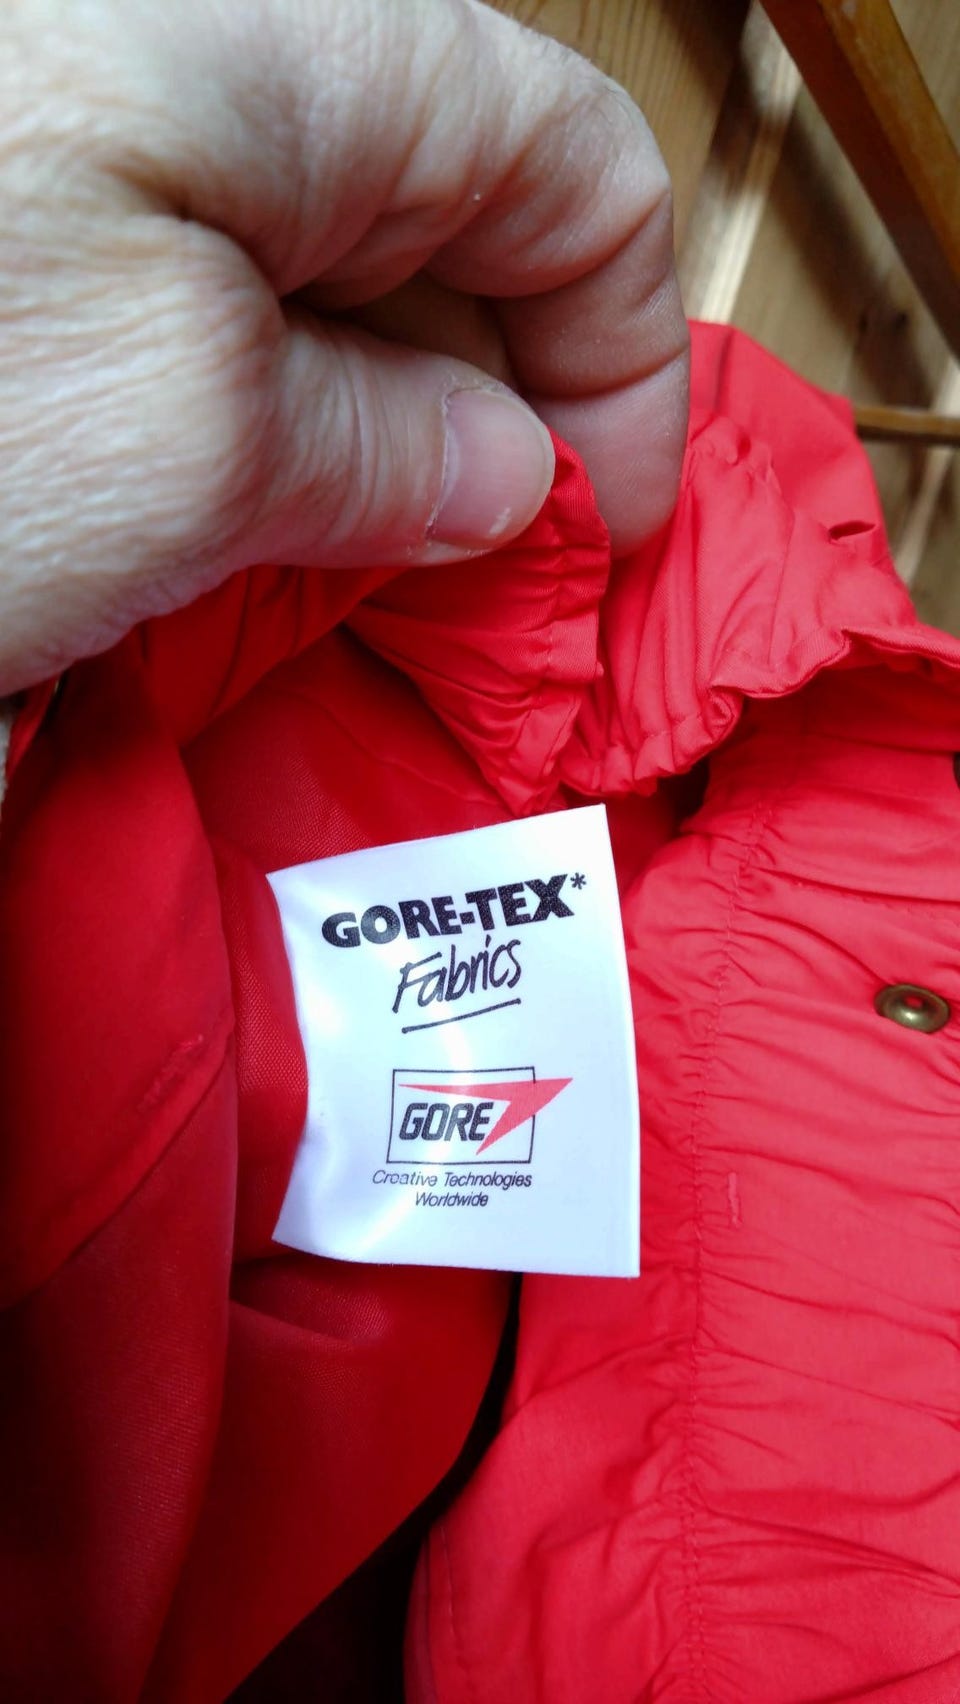 GORE-TEX*
Fabrics
GORE
Creative Technologies
Worldwide